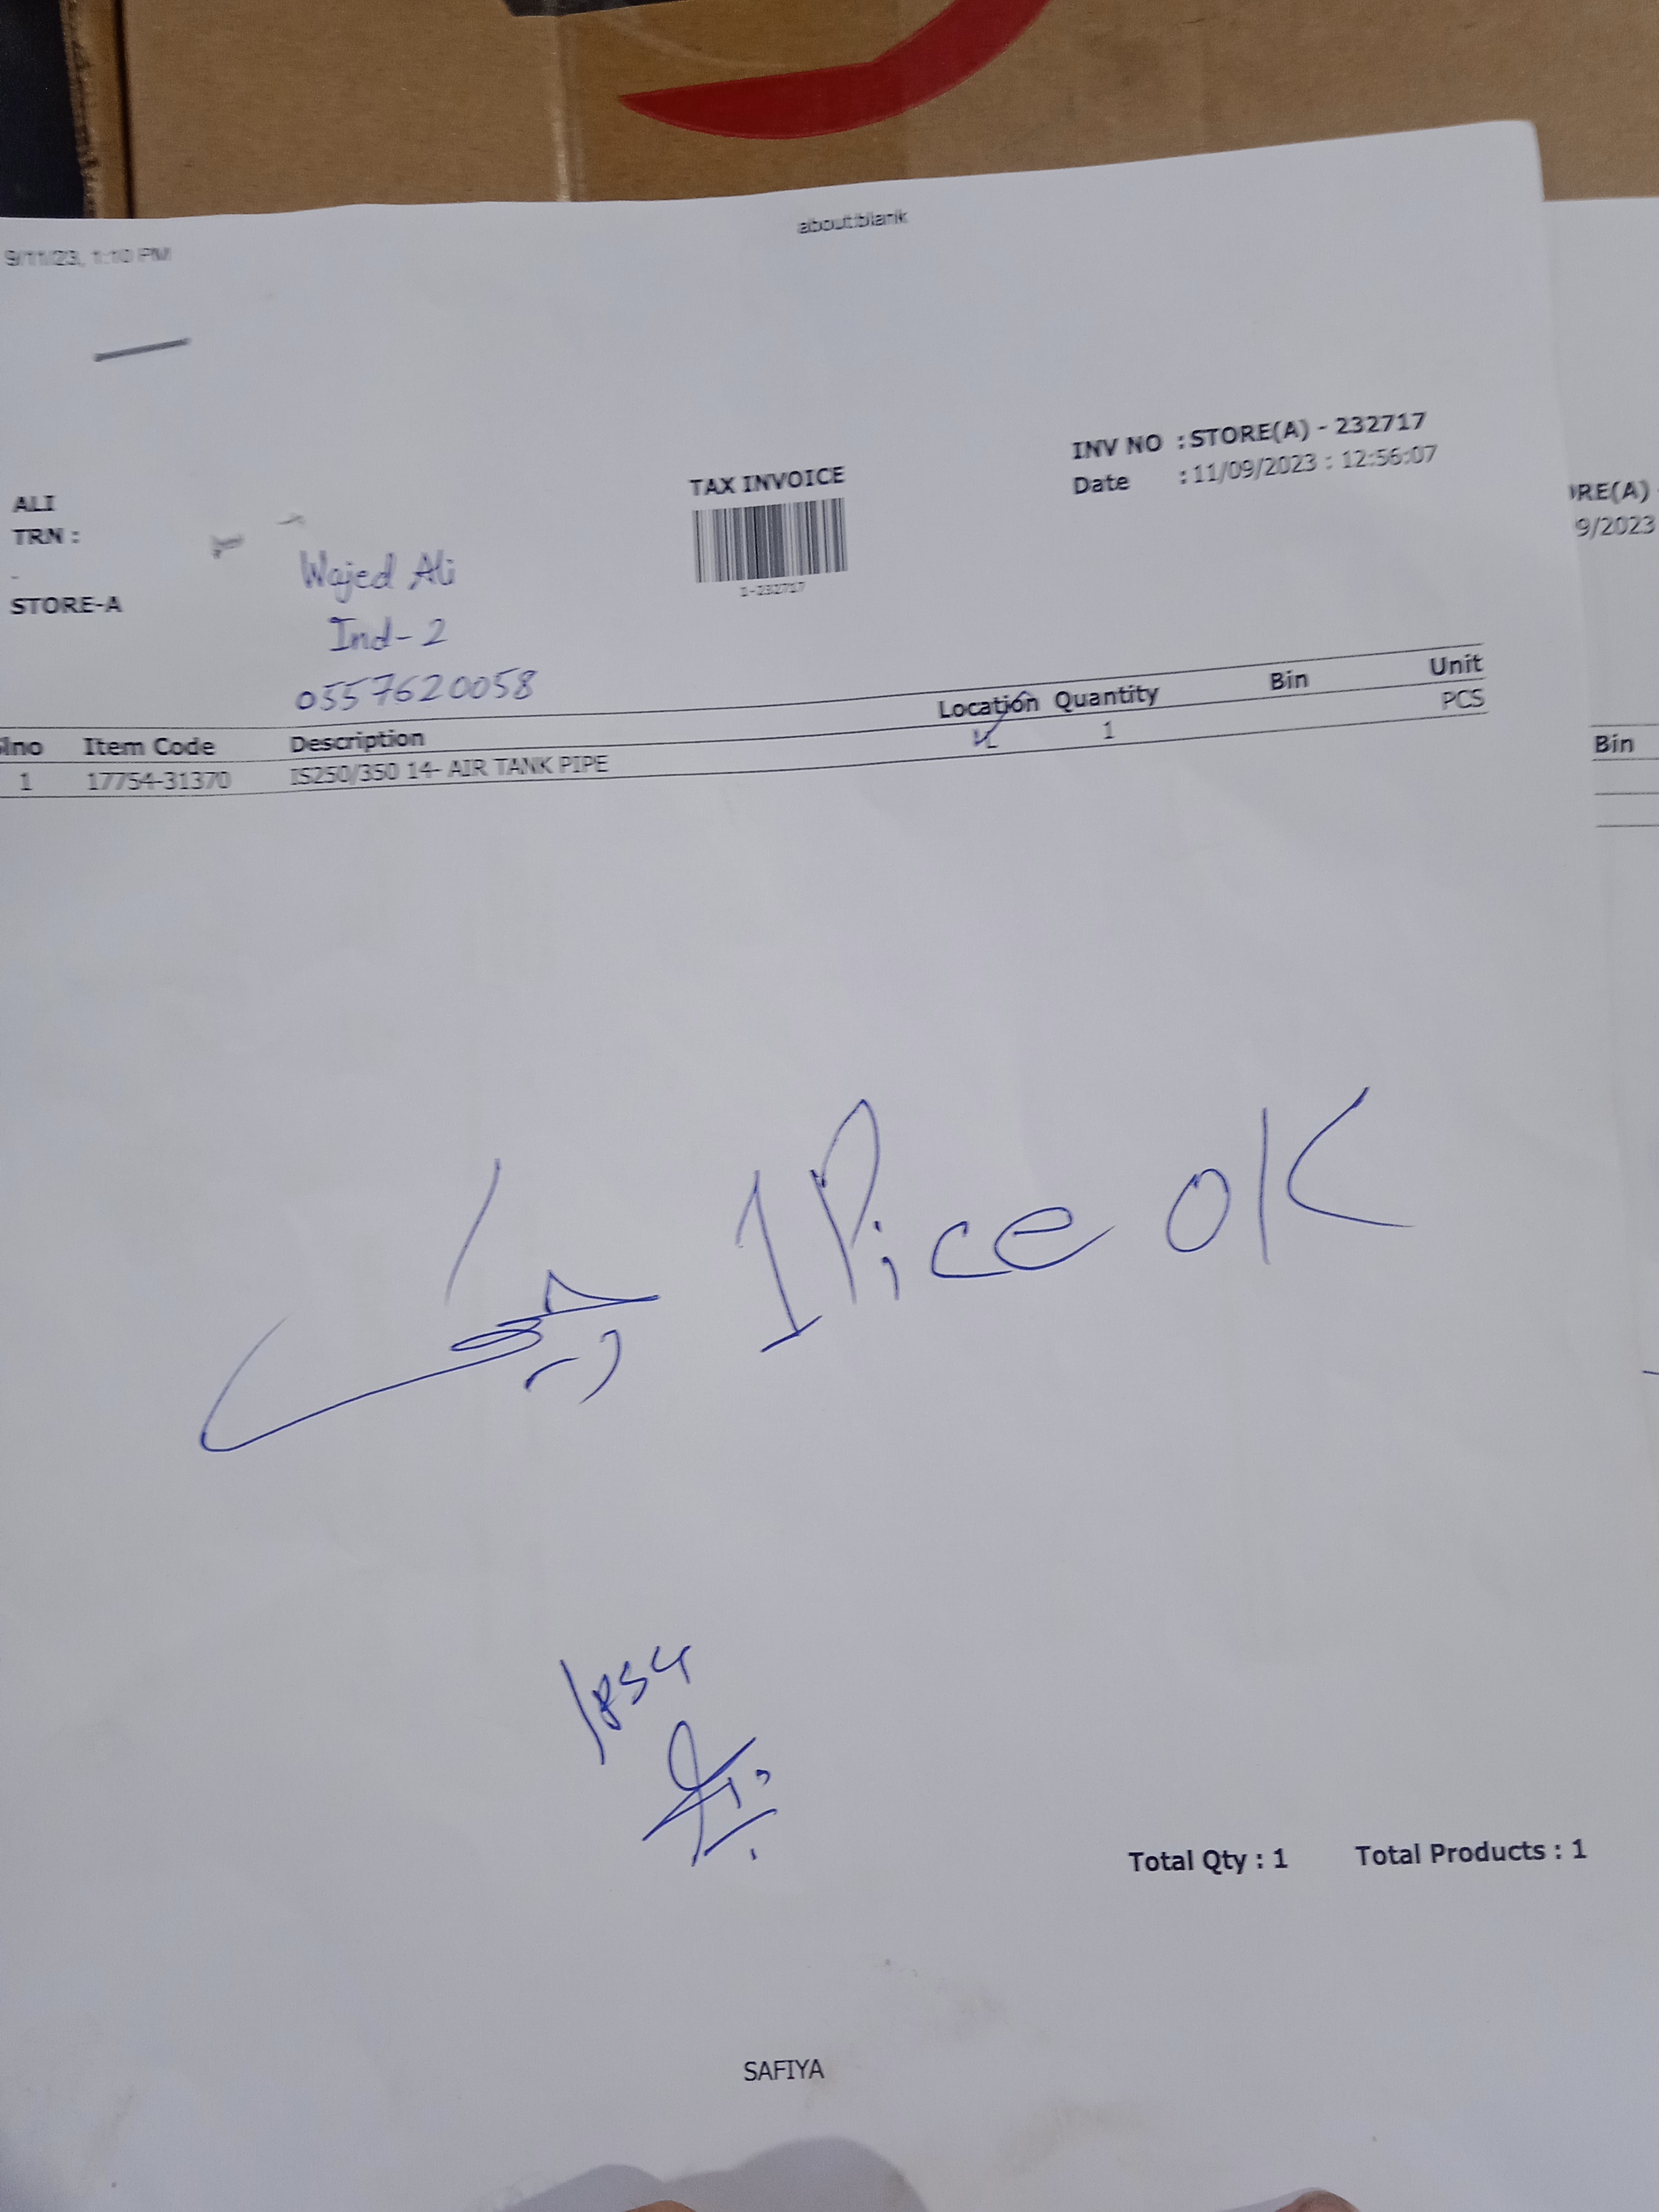 9/11/23, 1:10 PM
about:blank
ALI
TRN :
-
STORE-A
Wajed Ali
Ind-2
0557620058
TAX INVOICE
1-232717
INV NO : STORE(A) - 232717
Date : 11/09/2023 : 12:56:07
Slno Item Code Description Location Quantity Bin Unit
1 17754-31370 IS250/350 14- AIR TANK PIPE 1 PCS
1 Pice OK
Total Qty : 1 Total Products : 1
SAFIYA
RE(A)
9/2023
Bin